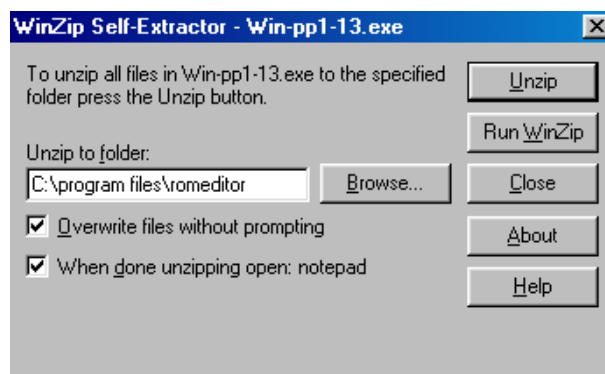 WinZip Self-Extractor - Win-pp1-13.exe
To unzip all files in Win-pp1-13.exe to the specified
folder press the Unzip button.
Unzip
Run WinZip
Unzip to folder:
C:\program files\romeditor
Browse...
Close
Overwrite files without prompting
About
When done unzipping open: notepad
Help